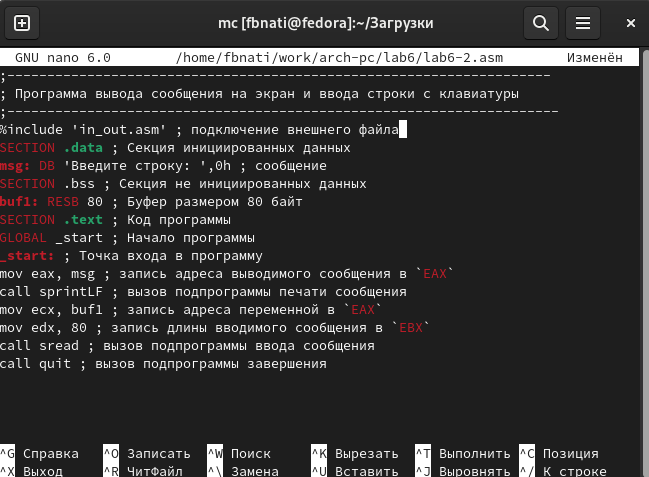 mc [fbnati@fedora]:~/Загрузки
GNU nano 6.0 /home/fbnati/work/arch-pc/lab6/lab6-2.asm Изменён
;--------------------------------------------------------------------
; Программа вывода сообщения на экран и ввода строки с клавиатуры
;---------------------------------------------------------------------
%include 'in_out.asm' ; подключение внешнего файла
SECTION .data ; Секция инициированных данных
msg: DB 'Введите строку: ',0h ; сообщение
SECTION .bss ; Секция не инициированных данных
buf1: RESB 80 ; Буфер размером 80 байт
SECTION .text ; Код программы
GLOBAL _start ; Начало программы
_start: ; Точка входа в программу
mov eax, msg ; запись адреса выводимого сообщения в `EAX`
call sprintLF ; вызов подпрограммы печати сообщения
mov ecx, buf1 ; запись адреса переменной в `EAX`
mov edx, 80 ; запись длины вводимого сообщения в `EBX`
call sread ; вызов подпрограммы ввода сообщения
call quit ; вызов подпрограммы завершения
^G Справка ^O Записать ^W Поиск ^K Вырезать ^T Выполнить ^C Позиция
^X Выход ^R ЧитФайл ^\ Замена ^U Вставить ^J Выровнять ^/ К строке